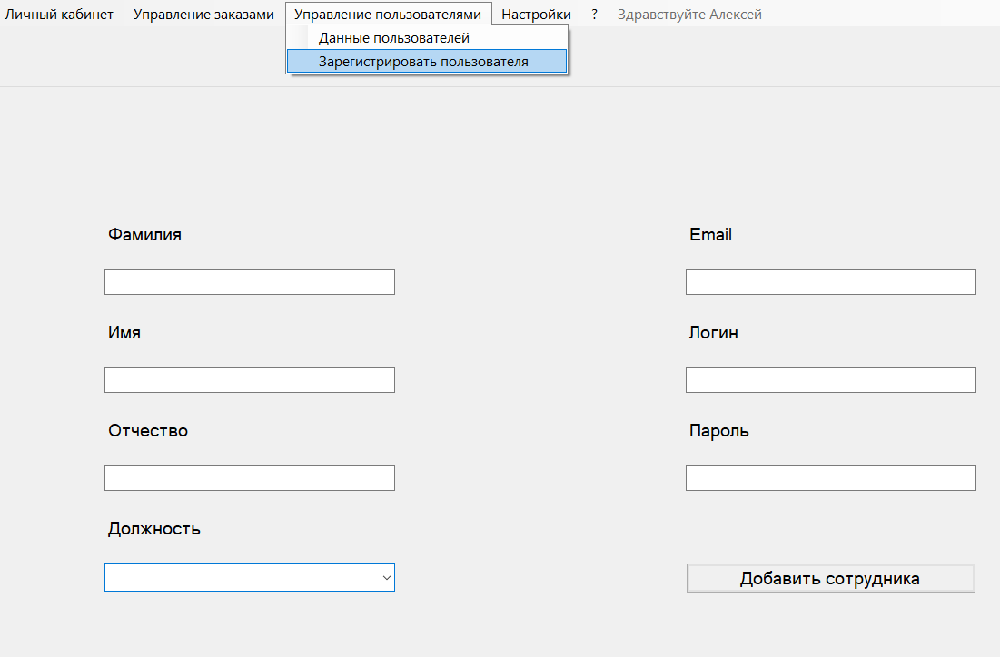 Личный кабинет Управление заказами Управление пользователями Настройки ? Здравствуйте Алексей
Данные пользователей
Зарегистрировать пользователя
Фамилия
Email
Имя
Логин
Отчество
Пароль
Должность
Добавить сотрудника